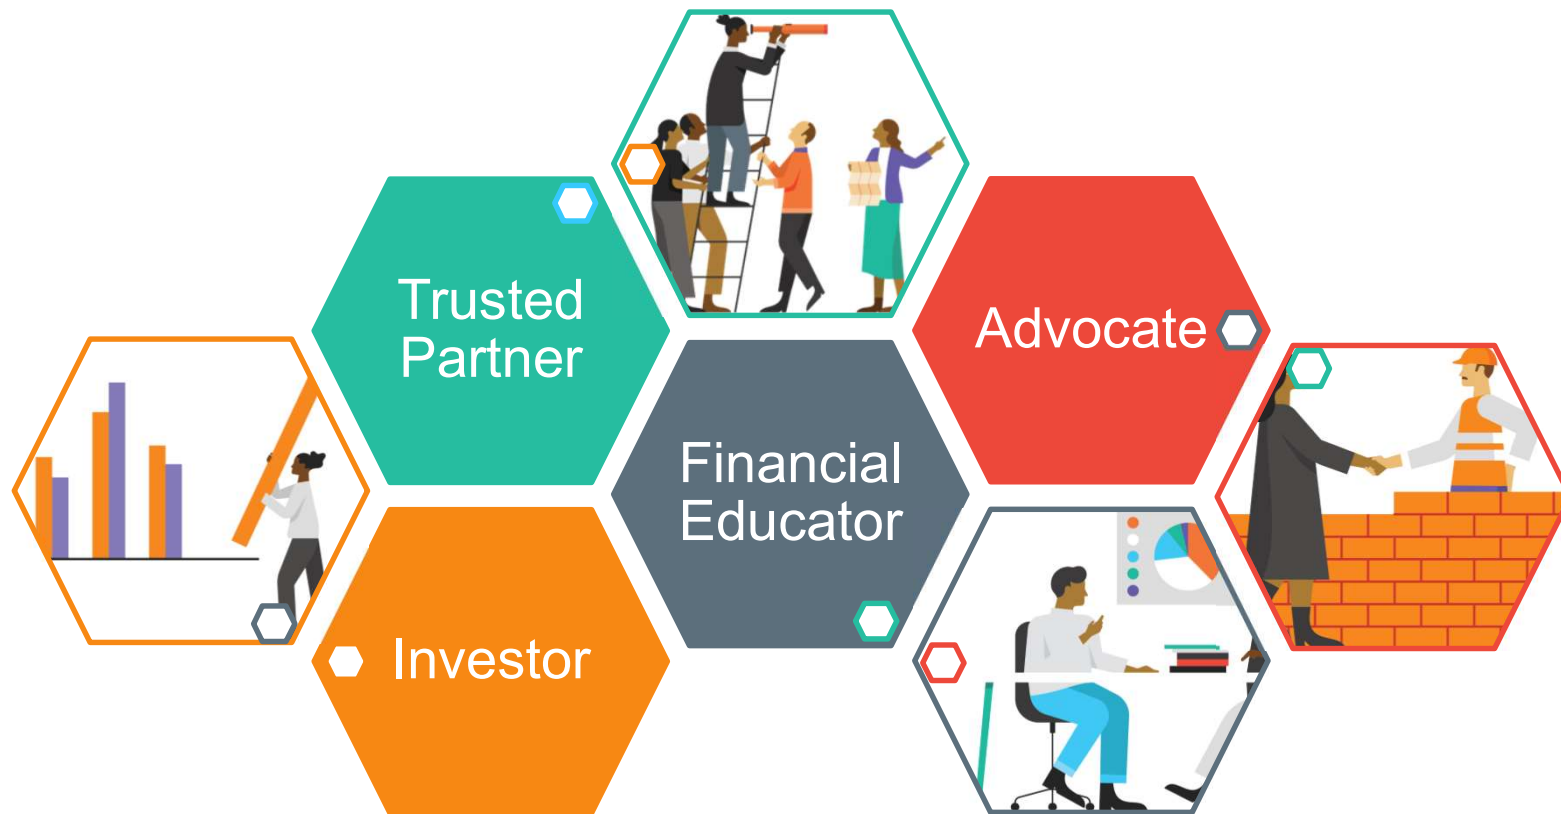 Trusted
Partner
Advocate
Financial
Educator
Investor